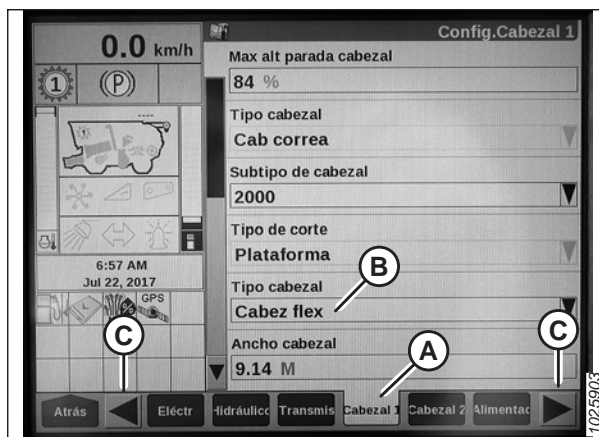 0.0 km/h
Config.Cabezal 1
1
(P)
Max alt parada cabezal
84 %
Tipo cabezal
Cab correa
Subtipo de cabezal
2000
Tipo de corte
Plataforma
6:57 AM
Jul 22, 2017
Tipo cabezal
B
Cabez flex
GPS
L
%
Ancho cabezal
9.14 M
C
A
C
Atrás
Eléctr
Hidráulicc
Transmis
Cabezal 1
Cabezal 2
Alimentac
1025903